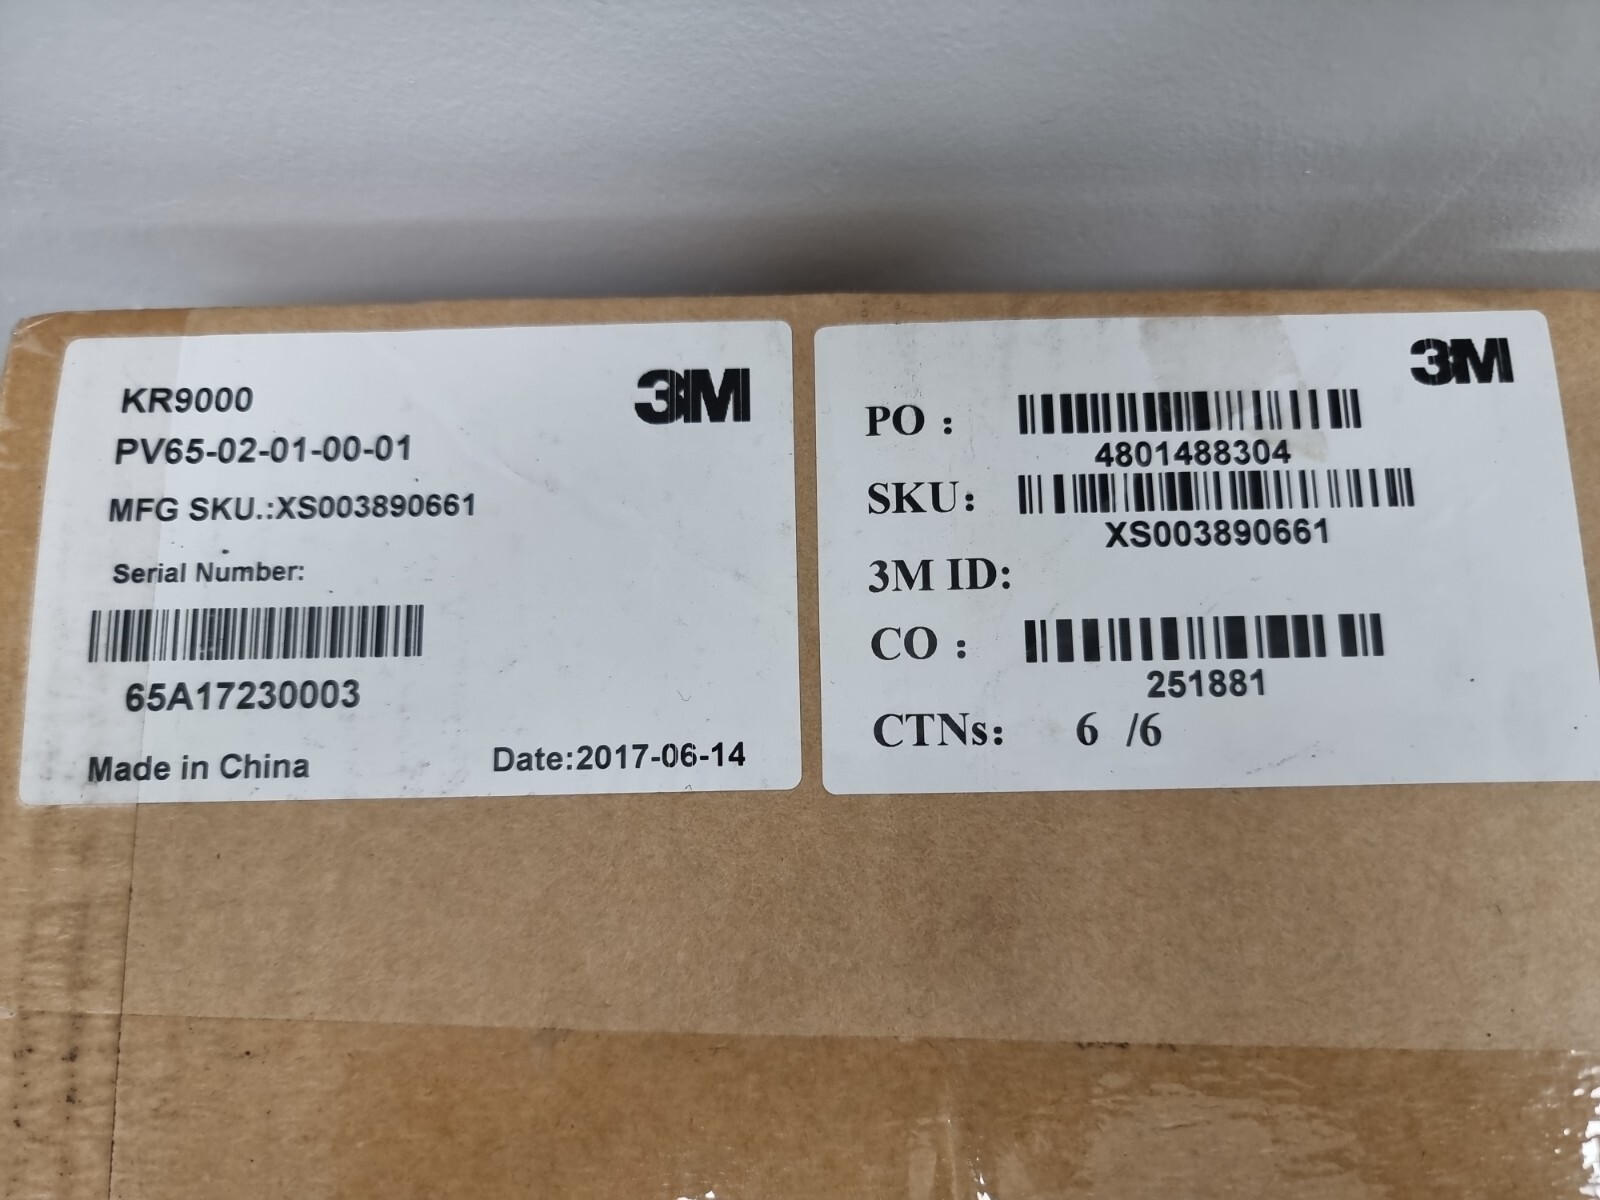 KR9000
3M
PV65-02-01-00-01
MFG SKU.:XS003890661
Serial Number:
65A17230003
Made in China
Date:2017-06-14
3M
PO :
4801488304
SKU:
XS003890661
3M ID:
CO :
251881
CTNs: 6 /6